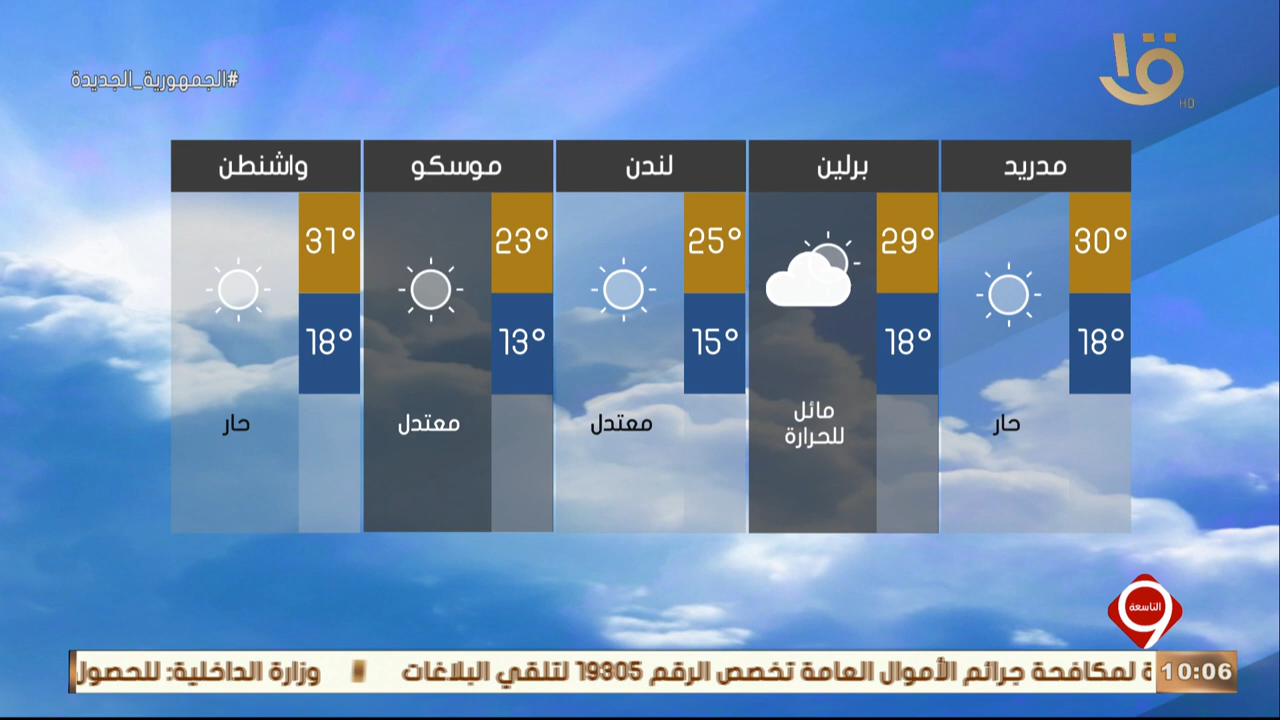 #الجمهورية_الجديدة
HD
مدريد
30°
18°
حار
برلين
29°
18°
مائل
للحرارة
لندن
25°
15°
معتدل
موسكو
23°
13°
معتدل
واشنطن
31°
18°
حار
التاسعة
9
10:06
ة لمكافحة جرائم الأموال العامة تخصص الرقم 19805 لتلقي البلاغات
وزارة الداخلية: للحصول